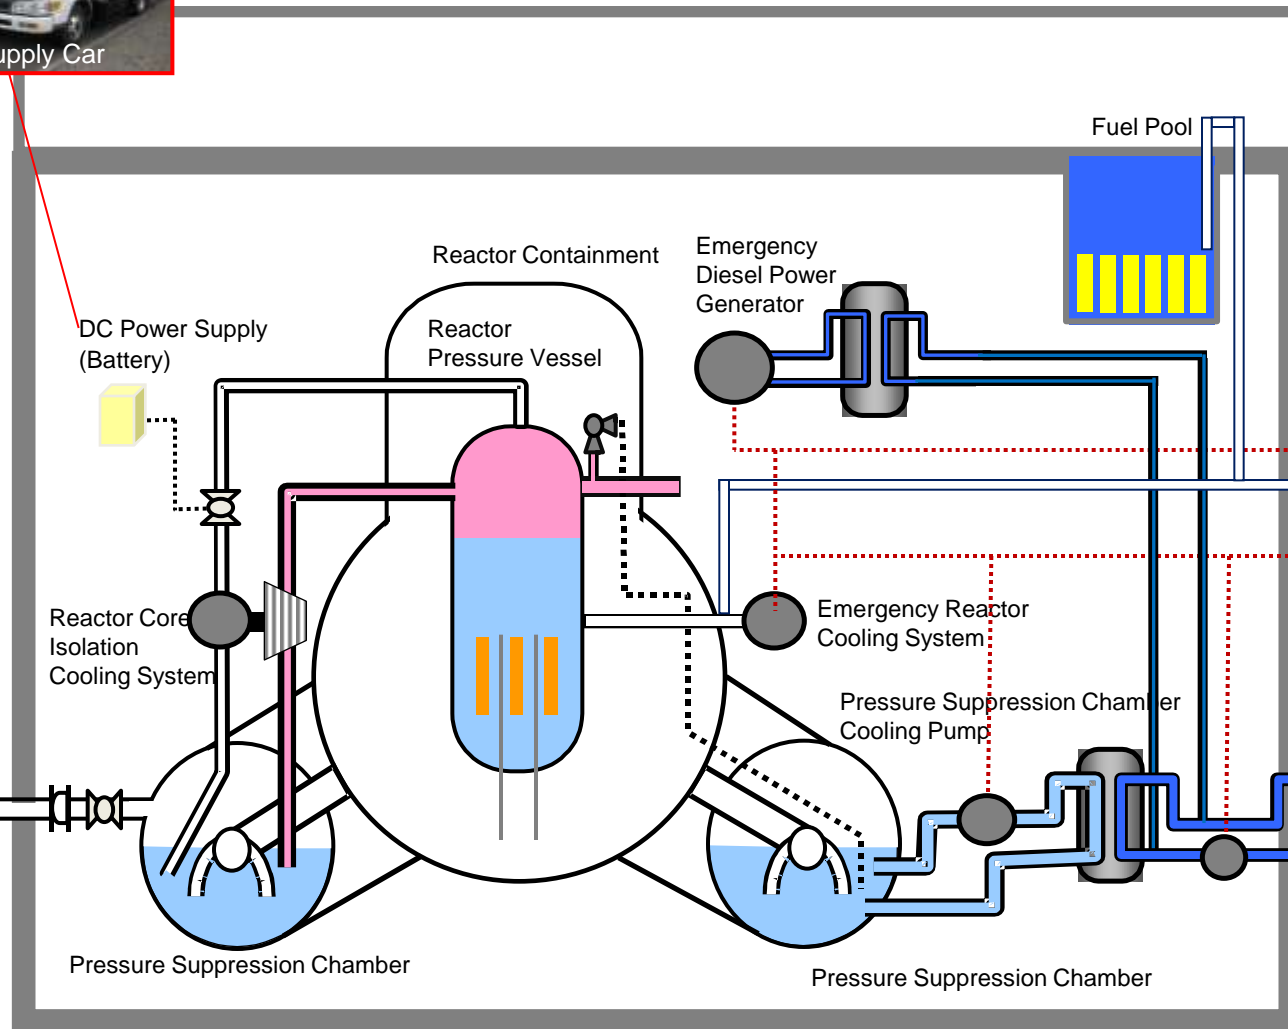 upply Car
Fuel Pool
Emergency
Diesel Power
Generator
Reactor Containment
DC Power Supply
(Battery)
Reactor
Pressure Vessel
Reactor Core
Isolation
Cooling System
Emergency Reactor
Cooling System
Pressure Suppression Chamber
Cooling Pump
Pressure Suppression Chamber
Pressure Suppression Chamber